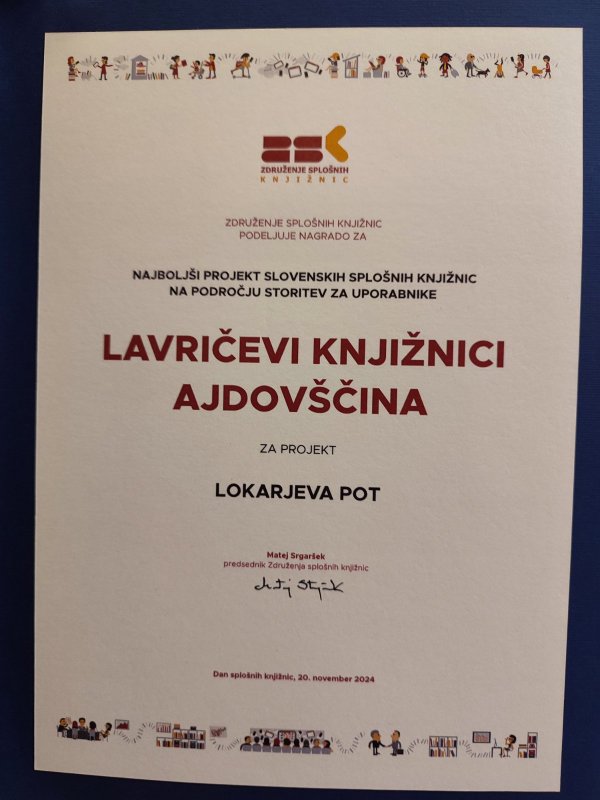 ZDRUŽENJE SPLOŠNIH
KNJIŽNIC
ZDRUŽENJE SPLOŠNIH KNJIŽNIC
PODELJUJE NAGRADO ZA
NAJBOLJŠI PROJEKT SLOVENSKIH SPLOŠNIH KNJIŽNIC
NA PODROČJU STORITEV ZA UPORABNIKE
LAVRIČEVI KNJIŽNICI
AJDOVŠČINA
ZA PROJEKT
LOKARJEVA POT
Matej Srgaršek
predsednik Združenja splošnih knjižnic
Dan splošnih knjižnic, 20. november 2024